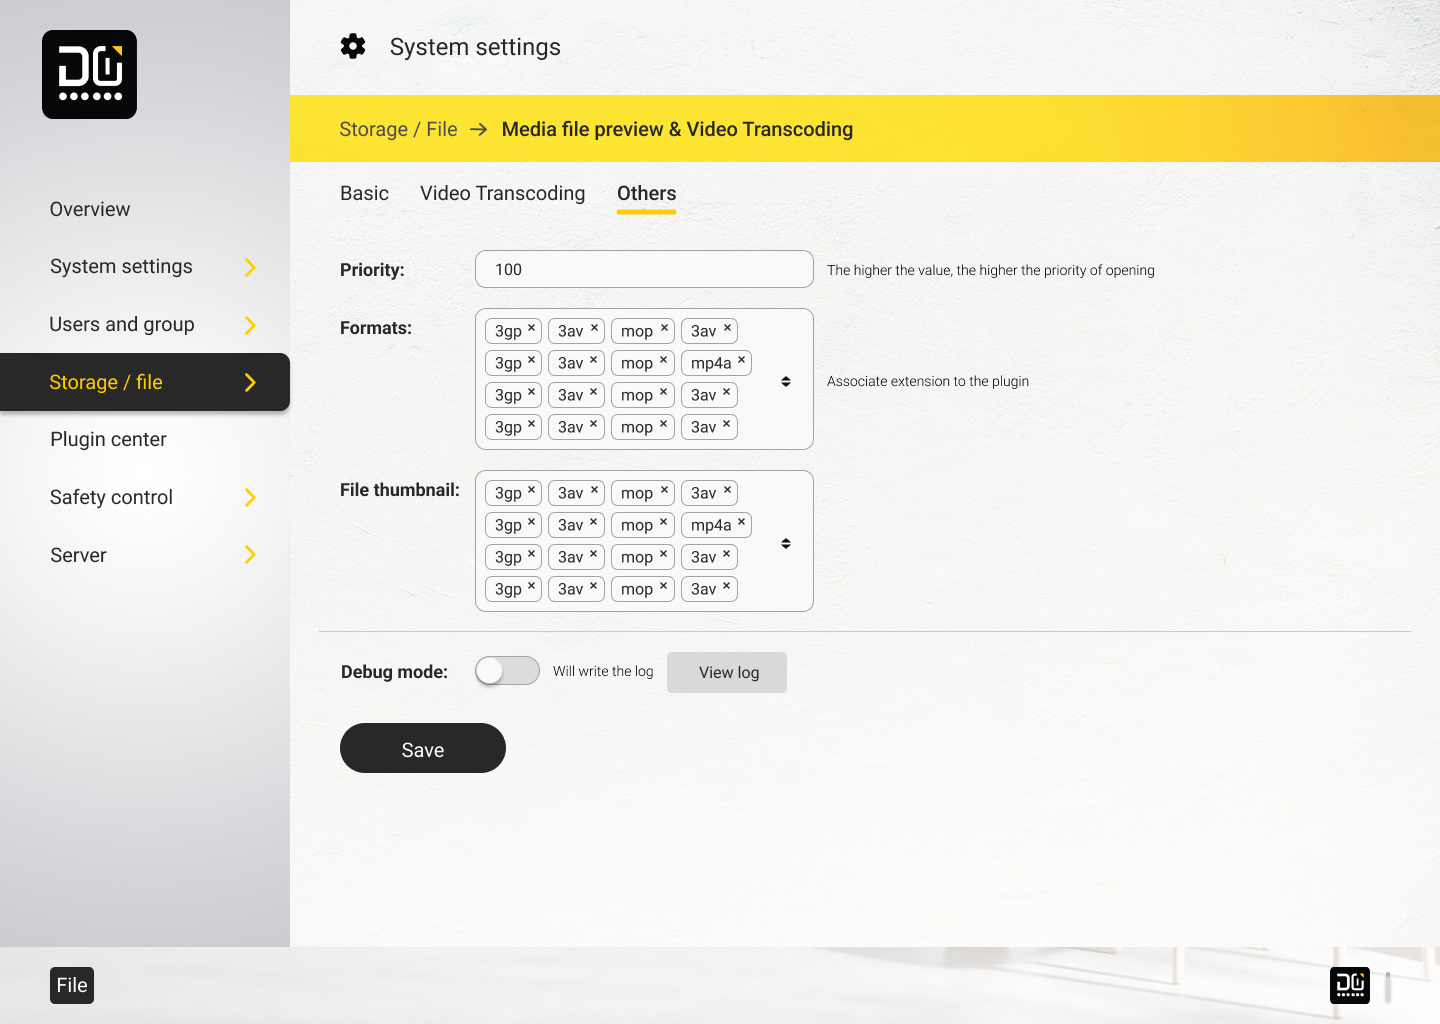 System settings
Storage / File → Media file preview & Video Transcoding
Basic Video Transcoding Others
Overview
System settings
Users and group
Storage / file
Plugin center
Safety control
Server
Priority: 100 The higher the value, the higher the priority of opening
Formats: 3gp × 3av × mop × 3av ×
3gp × 3av × mop × mp4a ×
Associate extension to the plugin
3gp × 3av × mop × 3av ×
3gp × 3av × mop × 3av ×
File thumbnail: 3gp × 3av × mop × 3av ×
3gp × 3av × mop × mp4a ×
3gp × 3av × mop × 3av ×
3gp × 3av × mop × 3av ×
Debug mode: Will write the log View log
Save
File